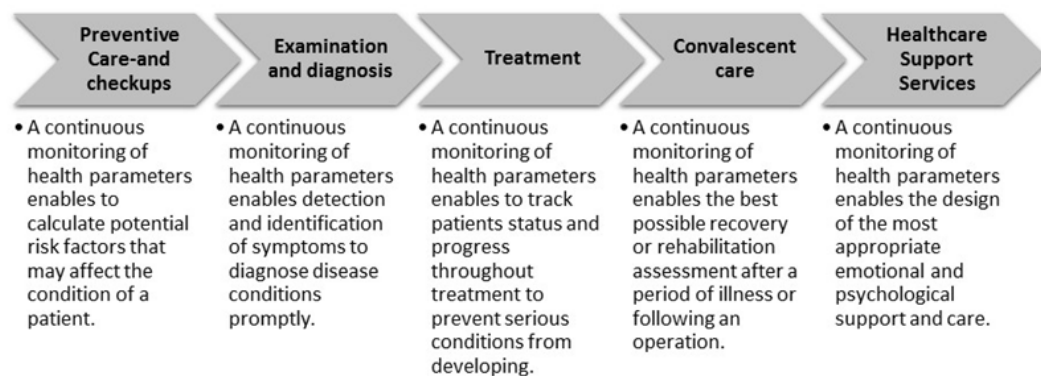 Preventive
Care-and
checkups
Examination
and diagnosis
Treatment
Convalescent
care
Healthcare
Support
Services
• A continuous
monitoring of
health parameters
enables to
calculate potential
risk factors that
may affect the
condition of a
patient.
• A continuous
monitoring of
health parameters
enables detection
and identification
of symptoms to
diagnose disease
conditions
promptly.
• A continuous
monitoring of
health parameters
enables to track
patients status and
progress
throughout
treatment to
prevent serious
conditions from
developing.
• A continuous
monitoring of
health parameters
enables the best
possible recovery
or rehabilitation
assessment after a
period of illness or
following an
operation.
• A continuous
monitoring of
health parameters
enables the design
of the most
appropriate
emotional and
psychological
support and care.